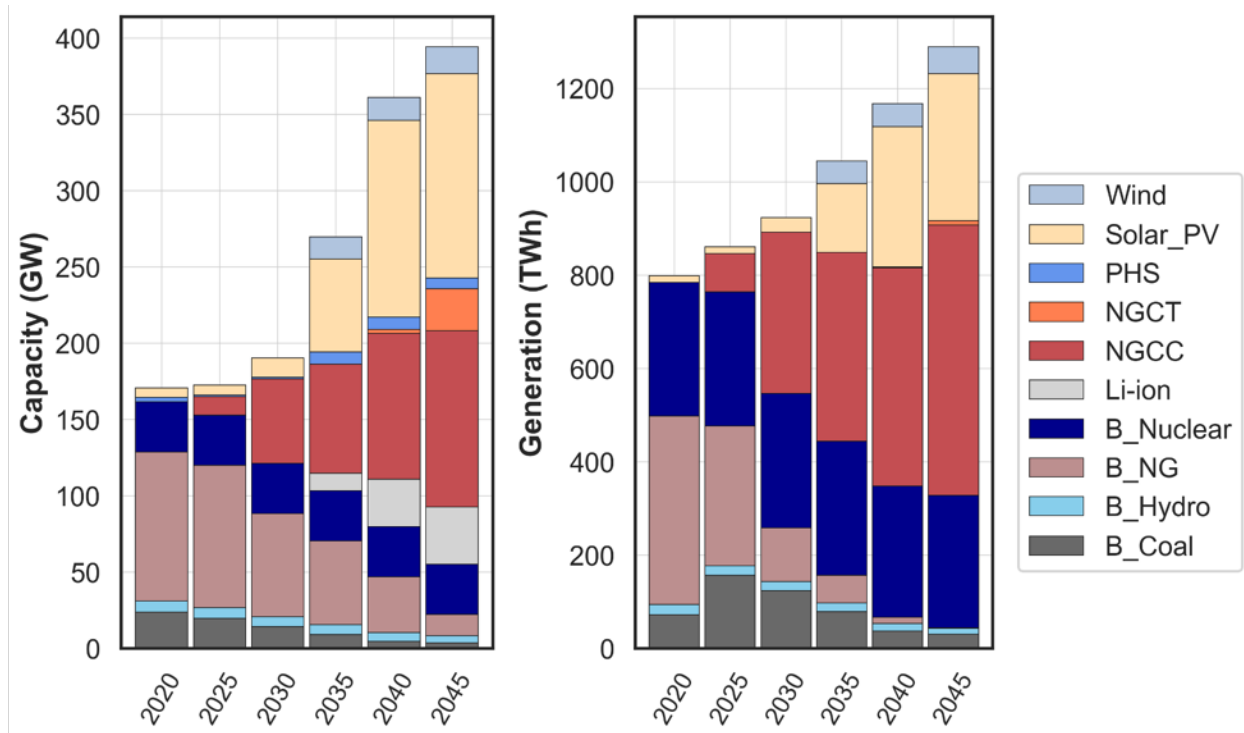 Capacity (GW)
400
350
300
250
200
150
100
50
0
2020
2025
2030
2035
2040
2045
Generation (TWh)
1200
1000
800
600
400
200
0
2020
2025
2030
2035
2040
2045
Wind
Solar_PV
PHS
NGCT
NGCC
Li-ion
B_Nuclear
B_NG
B_Hydro
B_Coal